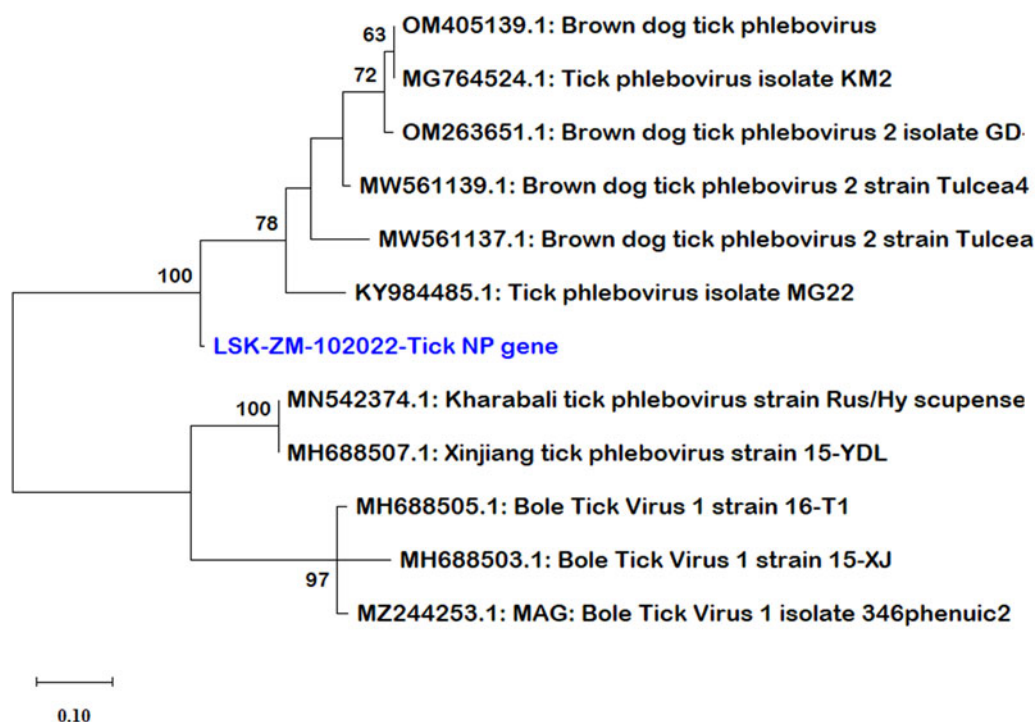 63
OM405139.1: Brown dog tick phlebovirus
72
MG764524.1: Tick phlebovirus isolate KM2
OM263651.1: Brown dog tick phlebovirus 2 isolate GD-
MW561139.1: Brown dog tick phlebovirus 2 strain Tulcea4
78
MW561137.1: Brown dog tick phlebovirus 2 strain Tulcea
100
KY984485.1: Tick phlebovirus isolate MG22
LSK-ZM-102022-Tick NP gene
100
MN542374.1: Kharabali tick phlebovirus strain Rus/Hy scupense
MH688507.1: Xinjiang tick phlebovirus strain 15-YDL
MH688505.1: Bole Tick Virus 1 strain 16-T1
MH688503.1: Bole Tick Virus 1 strain 15-XJ
97
MZ244253.1: MAG: Bole Tick Virus 1 isolate 346phenuic2
0.10